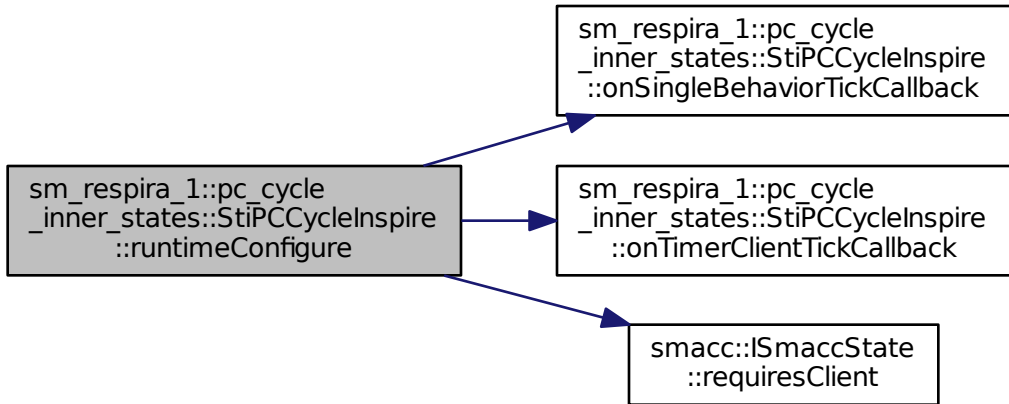 sm_respira_1::pc_cycle
_inner_states::StiPCCycleInspire
::runtimeConfigure
sm_respira_1::pc_cycle
_inner_states::StiPCCycleInspire
::onSingleBehaviorTickCallback
sm_respira_1::pc_cycle
_inner_states::StiPCCycleInspire
::onTimerClientTickCallback
smacc::ISmaccState
::requiresClient